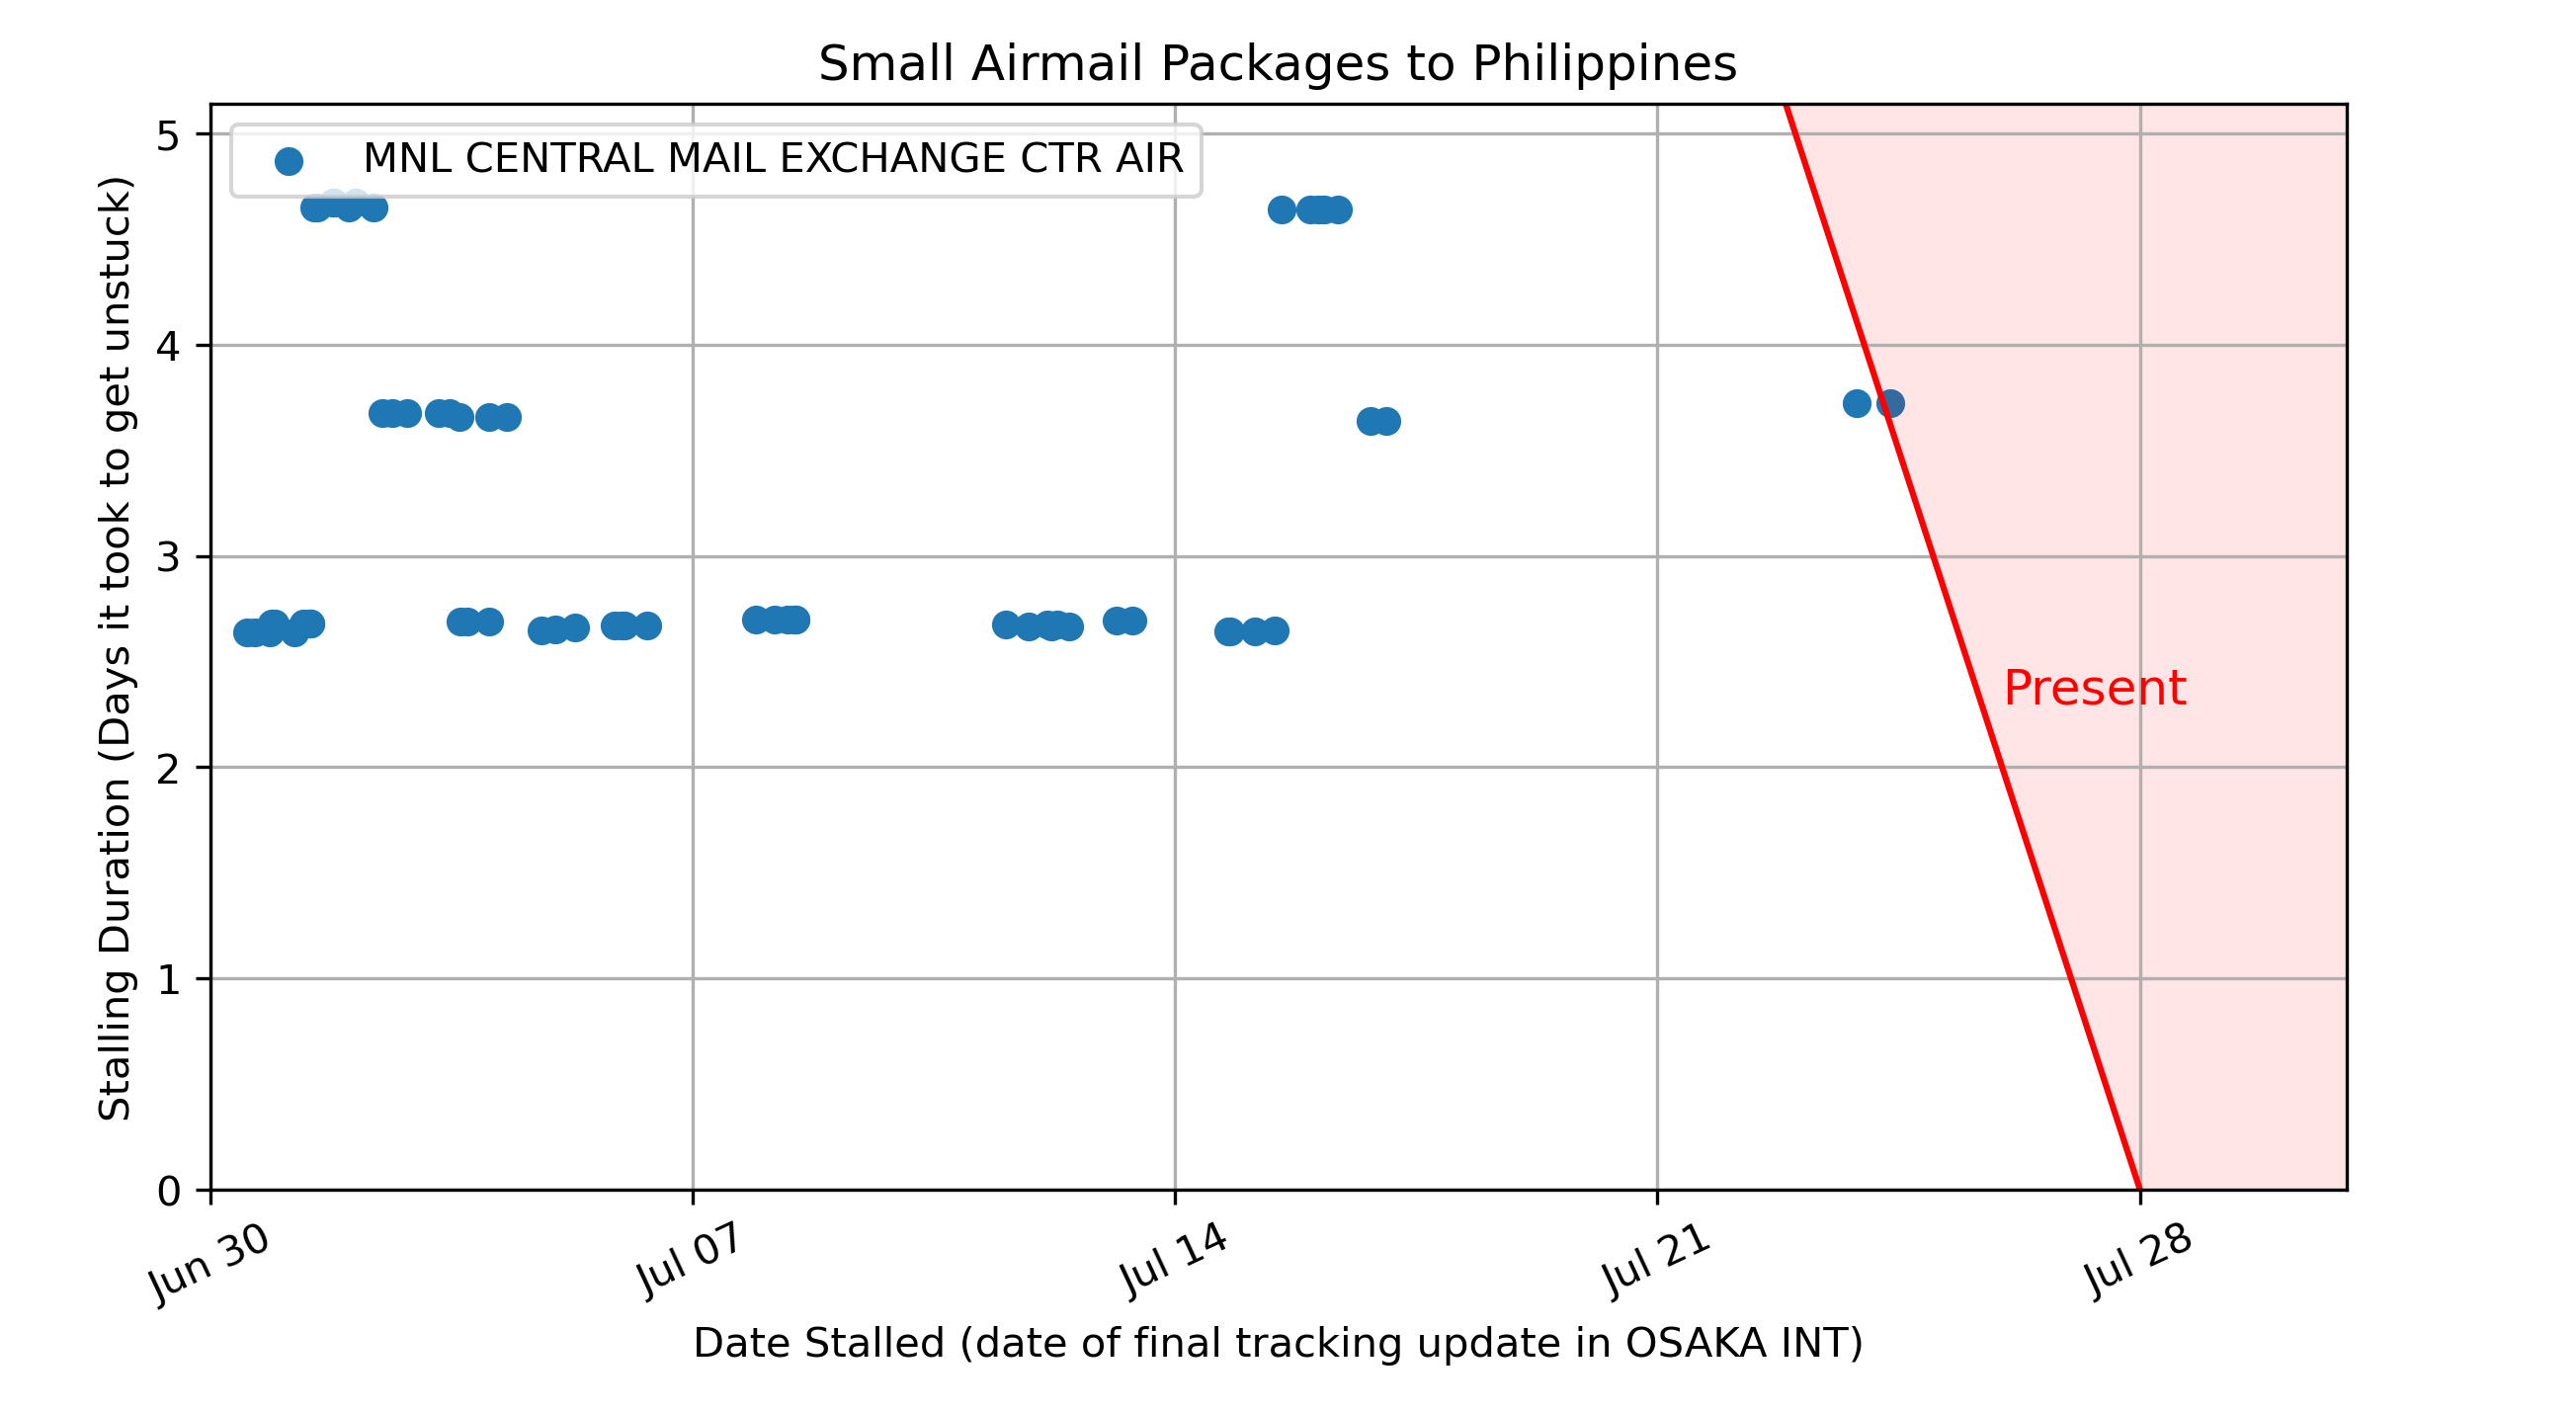 Small Airmail Packages to Philippines
MNL CENTRAL MAIL EXCHANGE CTR AIR
Stalling Duration (Days it took to get unstuck)
5
4
3
2
1
0
Present
Jun 30
Jul 07
Jul 14
Jul 21
Jul 28
Date Stalled (date of final tracking update in OSAKA INT)